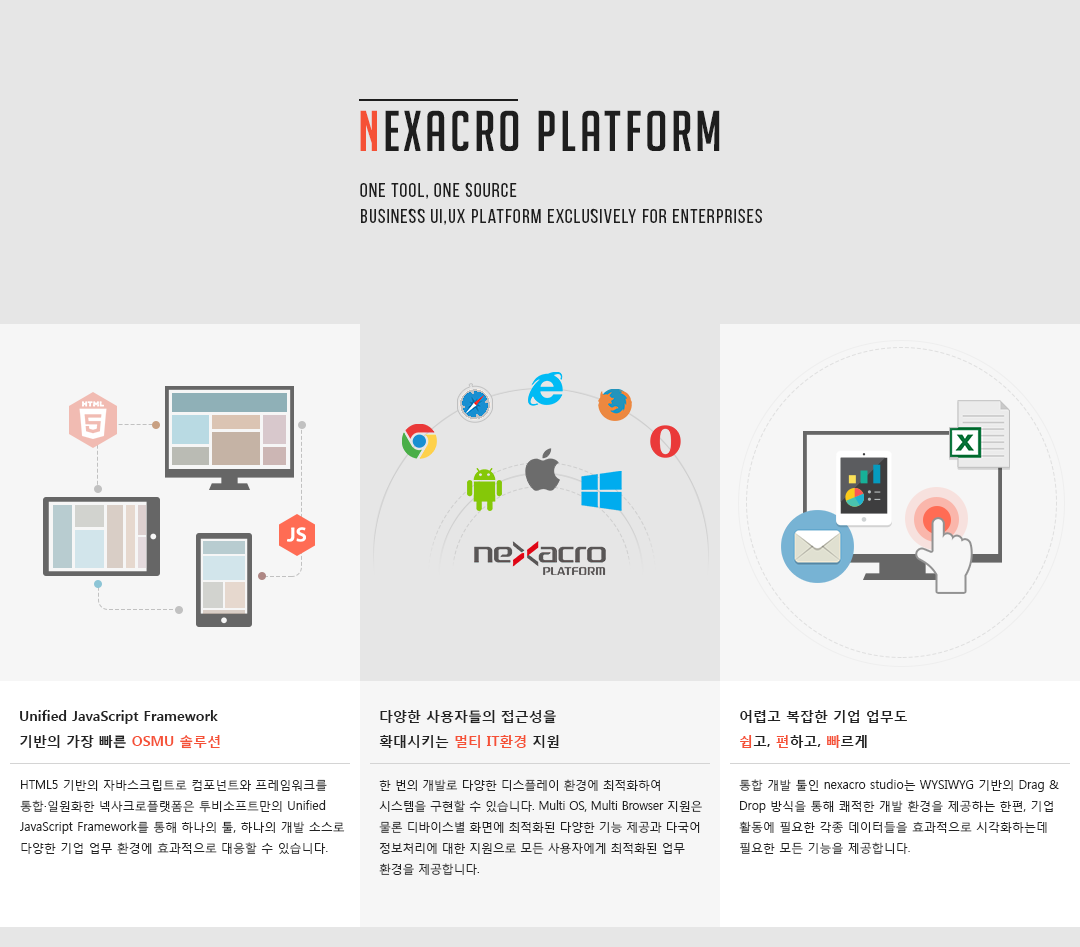 NEXACRO PLATFORM
ONE TOOL, ONE SOURCE
BUSINESS UI,UX PLATFORM EXCLUSIVELY FOR ENTERPRISES
HTML
5
JS
nexacro
PLATFORM
X
Unified JavaScript Framework
기반의 가장 빠른 OSMU 솔루션
HTML5 기반의 자바스크립트로 컴포넌트와 프레임워크를
통합·일원화한 넥사크로플랫폼은 투비소프트만의 Unified
JavaScript Framework를 통해 하나의 툴, 하나의 개발 소스로
다양한 기업 업무 환경에 효과적으로 대응할 수 있습니다.
다양한 사용자들의 접근성을
확대시키는 멀티 IT환경 지원
한 번의 개발로 다양한 디스플레이 환경에 최적화하여
시스템을 구현할 수 있습니다. Multi OS, Multi Browser 지원은
물론 디바이스별 화면에 최적화된 다양한 기능 제공과 다국어
정보처리에 대한 지원으로 모든 사용자에게 최적화된 업무
환경을 제공합니다.
어렵고 복잡한 기업 업무도
쉽고, 편하고, 빠르게
통합 개발 툴인 nexacro studio는 WYSIWYG 기반의 Drag &
Drop 방식을 통해 쾌적한 개발 환경을 제공하는 한편, 기업
활동에 필요한 각종 데이터들을 효과적으로 시각화하는데
필요한 모든 기능을 제공합니다.